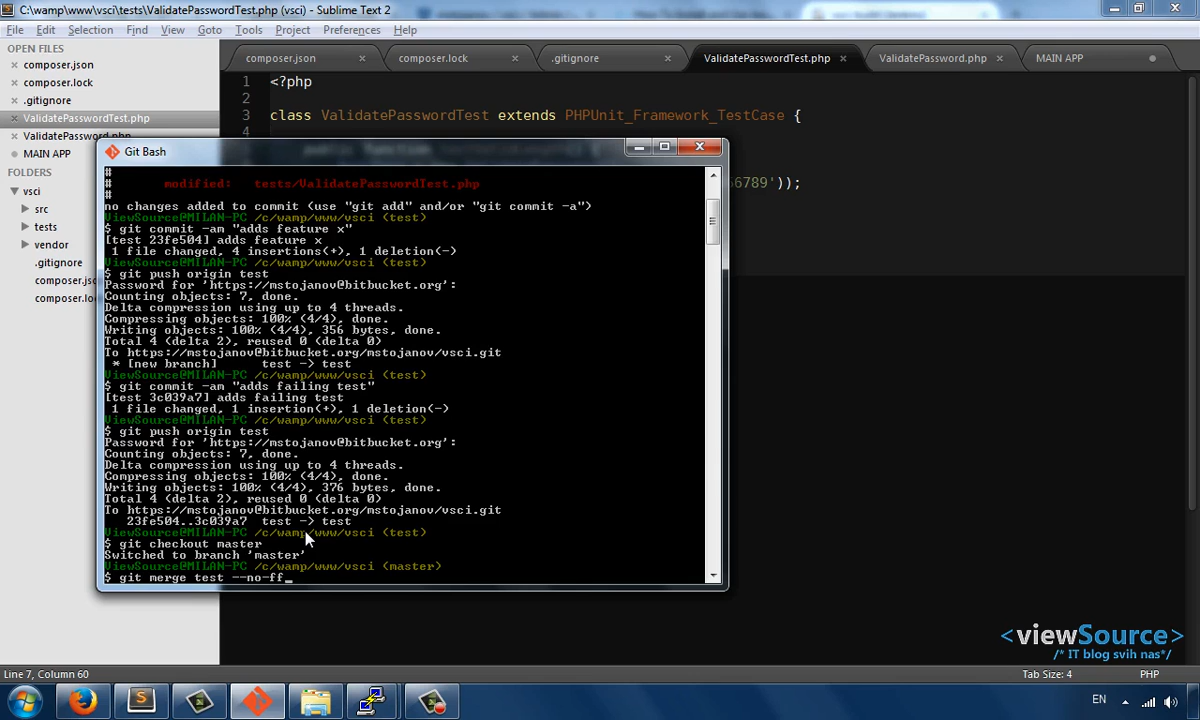 C:\wamp\www\vsci\tests\ValidatePasswordTest.php (vsci) - Sublime Text 2
File Edit Selection Find View Goto Tools Project Preferences Help
OPEN FILES
composer.json
composer.lock
.gitignore
ValidatePasswordTest.php
ValidatePassword.php
MAIN APP
FOLDERS
vsci
src
tests
vendor
.gitignore
composer.jso
composer.lo
composer.json composer.lock .gitignore ValidatePasswordTest.php ValidatePassword.php MAIN APP
1 <?php
2
3 class ValidatePasswordTest extends PHPUnit_Framework_TestCase {
4
56789'));
Git Bash
#
# modified: tests/ValidatePasswordTest.php
#
no changes added to commit (use "git add" and/or "git commit -a")
ViewSource@MILAN-PC /c/wamp/www/vsci (test)
$ git commit -am "adds feature x"
[test 23fe504] adds feature x
1 file changed, 4 insertions(+), 1 deletion(-)
ViewSource@MILAN-PC /c/wamp/www/vsci (test)
$ git push origin test
Password for 'https://mstojanov@bitbucket.org':
Counting objects: 7, done.
Delta compression using up to 4 threads.
Compressing objects: 100% (4/4), done.
Writing objects: 100% (4/4), 356 bytes, done.
Total 4 (delta 2), reused 0 (delta 0)
To https://mstojanov@bitbucket.org/mstojanov/vsci.git
* [new branch] test -> test
ViewSource@MILAN-PC /c/wamp/www/vsci (test)
$ git commit -am "adds failing test"
[test 3c039a7] adds failing test
1 file changed, 1 insertion(+), 1 deletion(-)
ViewSource@MILAN-PC /c/wamp/www/vsci (test)
$ git push origin test
Password for 'https://mstojanov@bitbucket.org':
Counting objects: 7, done.
Delta compression using up to 4 threads.
Compressing objects: 100% (4/4), done.
Writing objects: 100% (4/4), 376 bytes, done.
Total 4 (delta 2), reused 0 (delta 0)
To https://mstojanov@bitbucket.org/mstojanov/vsci.git
23fe504..3c039a7 test -> test
ViewSource@MILAN-PC /c/wamp/www/vsci (test)
$ git checkout master
Switched to branch 'master'
ViewSource@MILAN-PC /c/wamp/www/vsci (master)
$ git merge test --no-ff_
<viewSource>
/* IT blog svih nas*/
Line 7, Column 60 Tab Size: 4 PHP
EN